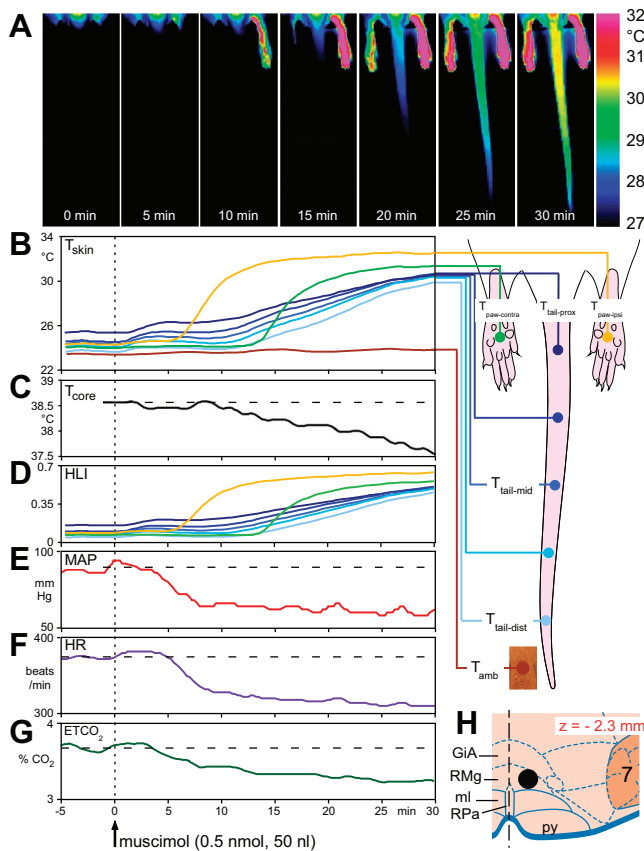 A
0 min 5 min 10 min 15 min 20 min 25 min 30 min
32
°C
31
30
29
28
27
B
34
°C
30
26
22
Tskin
Tpaw-contra
Ttail-prox
Tpaw-ipsi
C
39
38.5
°C
38
37.5
Tcore
D
0.7
0.35
0
HLI
Ttail-mid
E
100
mm
Hg
50
MAP
Ttail-dist
F
400
beats
/min
300
HR
Tamb
G
4
% CO2
3
ETCO2
-5 0 5 10 15 20 25 min 30
muscimol (0.5 nmol, 50 nl)
H
z = - 2.3 mm
GiA
RMg
ml
RPa
7
py